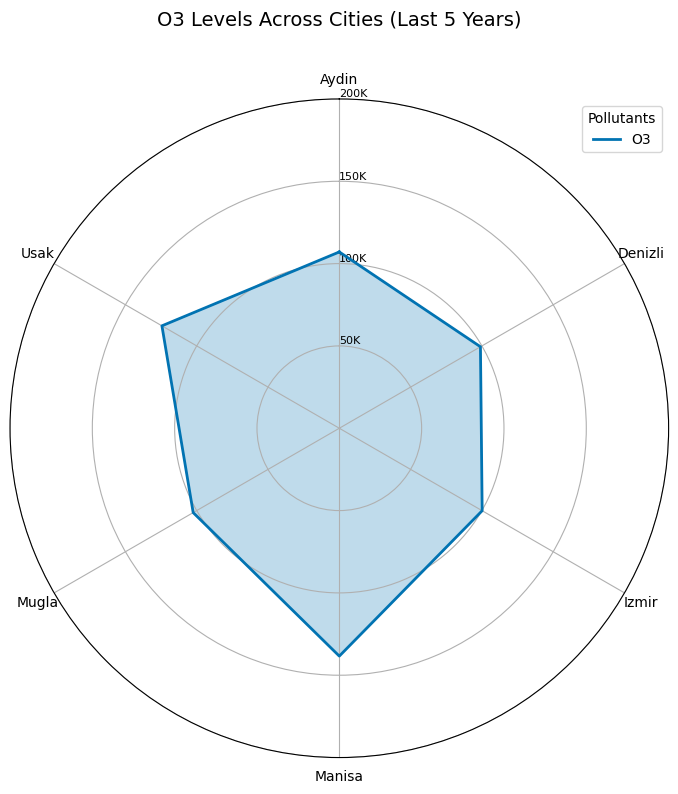 O3 Levels Across Cities (Last 5 Years)
Aydin
200K
Pollutants
O3
150K
Usak
Denizli
100K
50K
Mugla
Izmir
Manisa